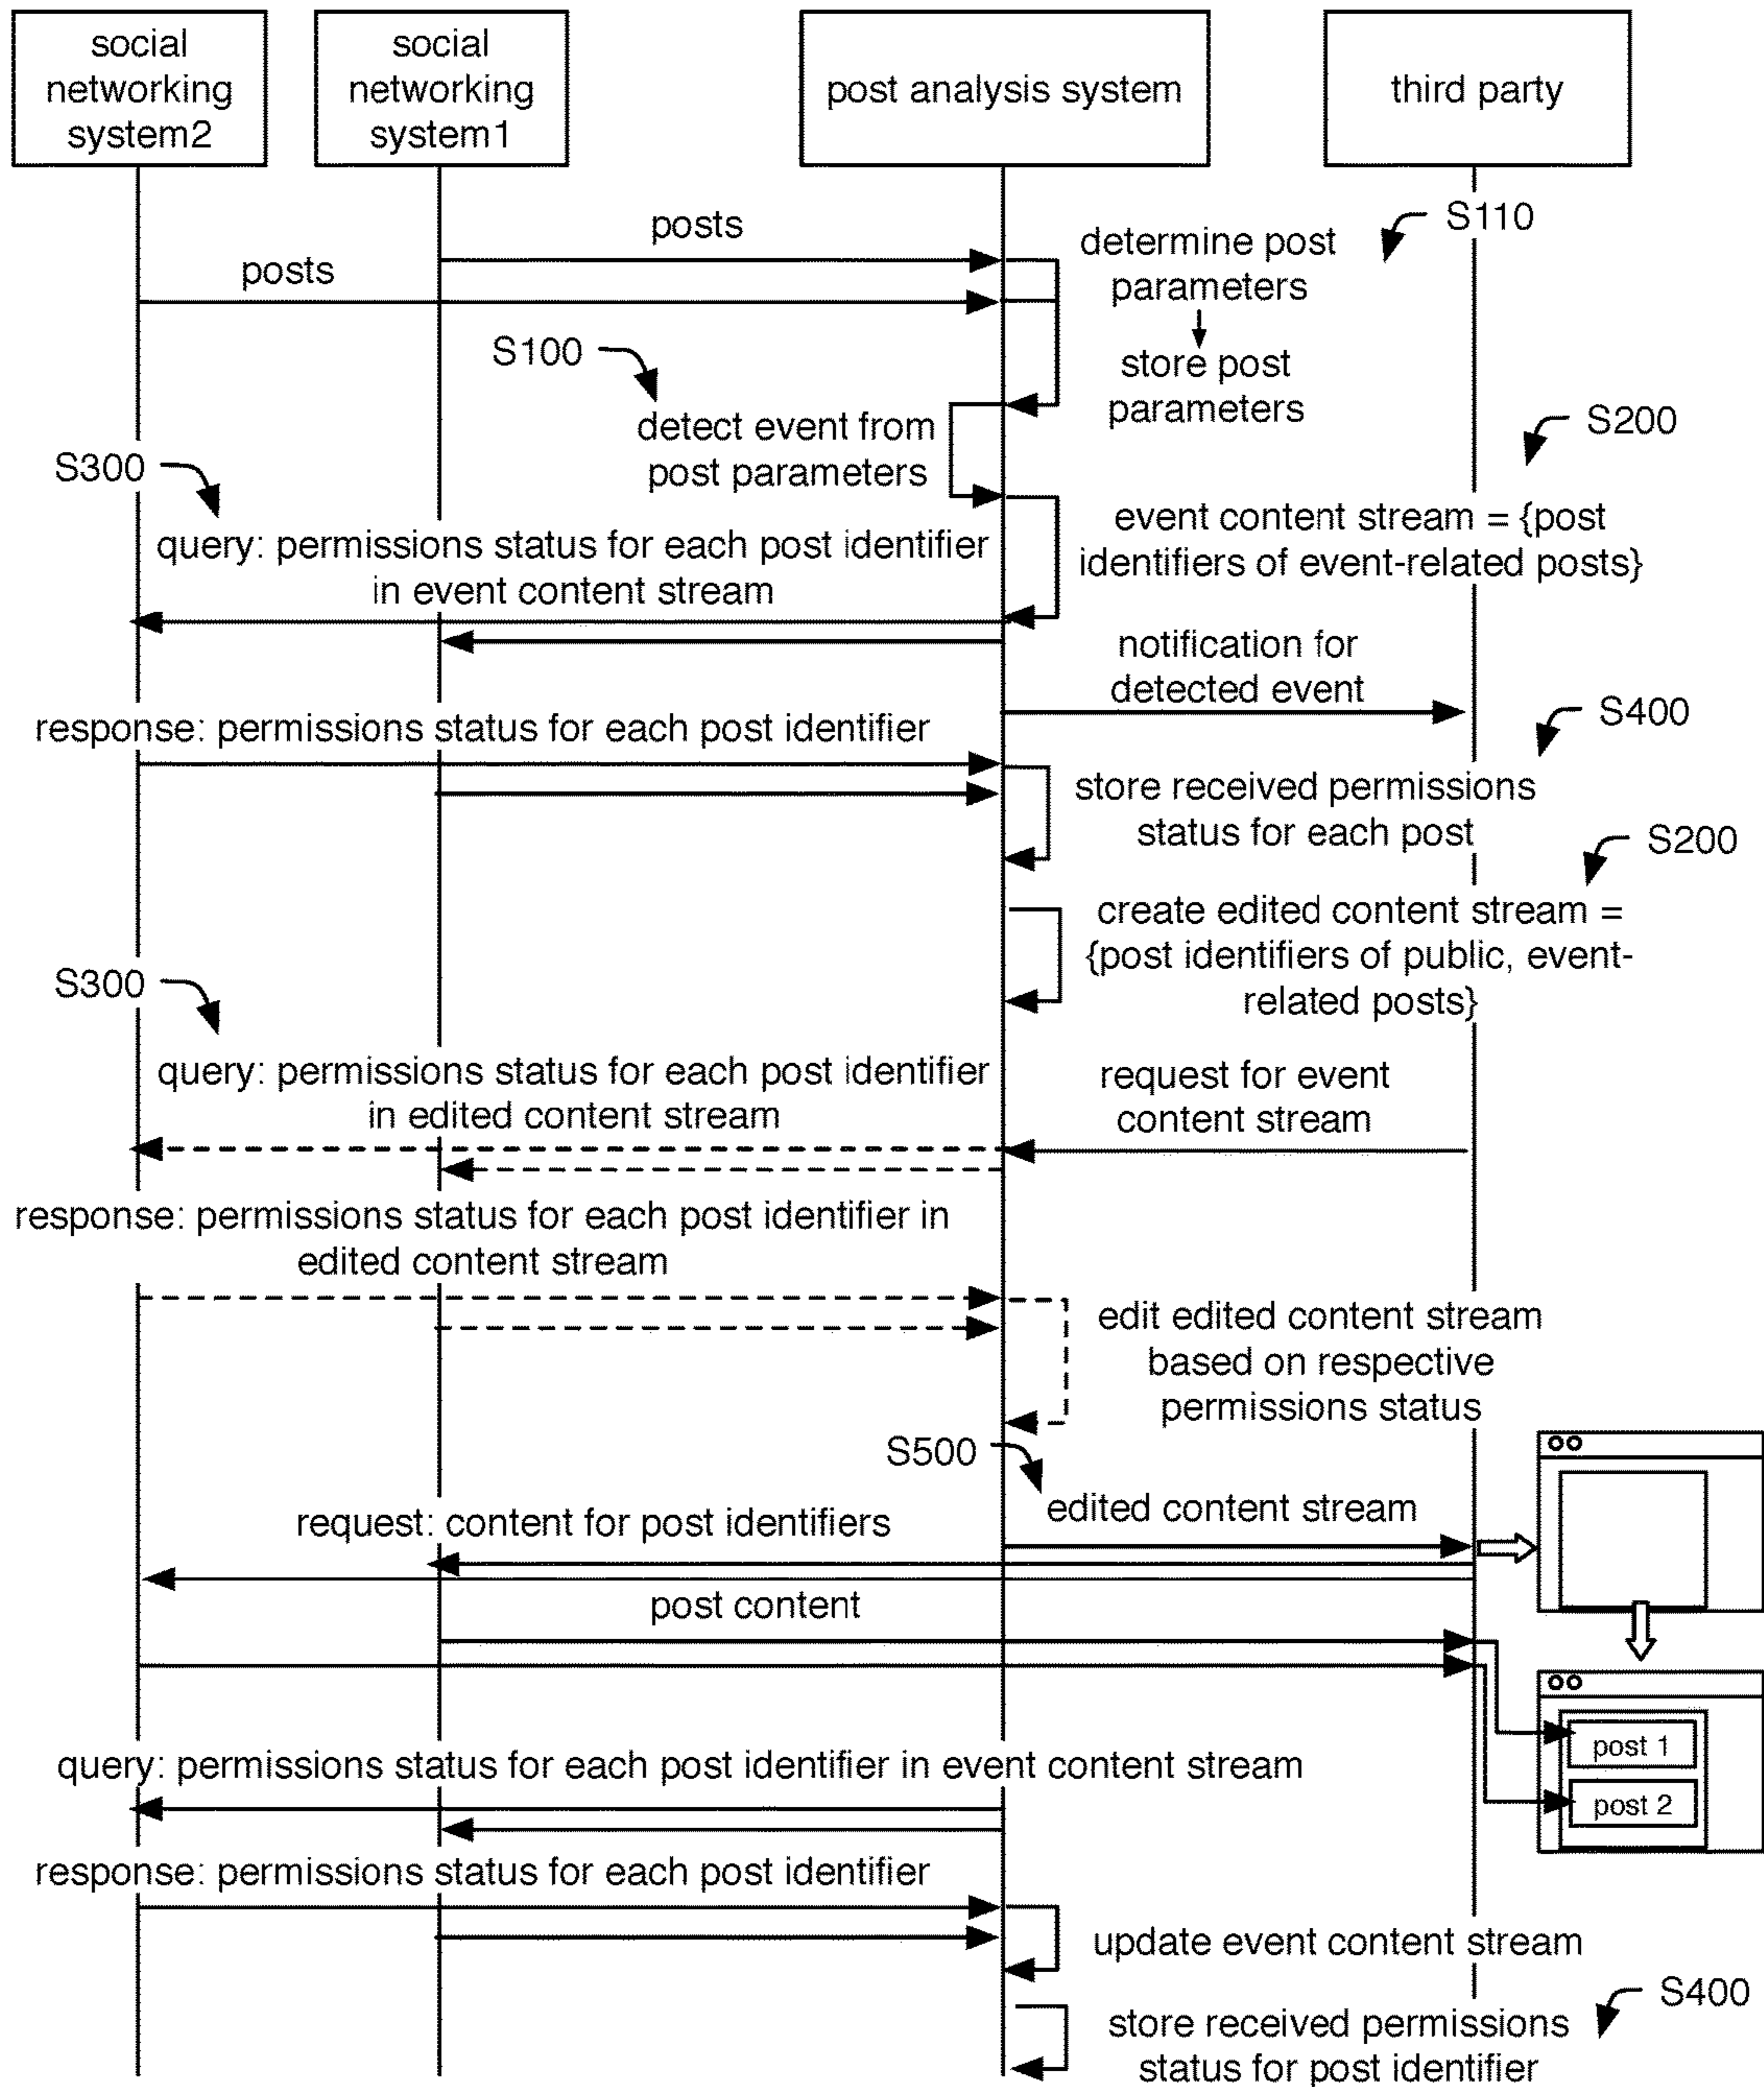 social
networking
system2
social
networking
system1
post analysis system
third party
S110
posts
determine post
parameters
posts
S100
store post
parameters
detect event from
post parameters
S200
S300
event content stream = {post
identifiers of event-related posts}
query: permissions status for each post identifier
in event content stream
notification for
detected event
S400
response: permissions status for each post identifier
store received permissions
status for each post
S200
create edited content stream =
{post identifiers of public, event-
related posts}
S300
query: permissions status for each post identifier
in edited content stream
request for event
content stream
response: permissions status for each post identifier in
edited content stream
edit edited content stream
based on respective
permissions status
S500
edited content stream
request: content for post identifiers
post content
post 1
post 2
query: permissions status for each post identifier in event content stream
response: permissions status for each post identifier
update event content stream
S400
store received permissions
status for post identifier